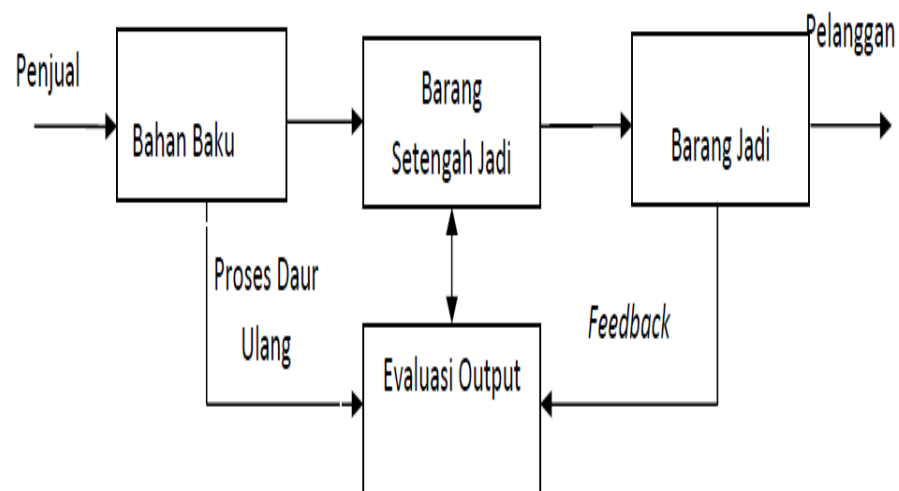 Penjual
Bahan Baku
Barang
Setengah Jadi
Barang Jadi
Pelanggan
Proses Daur
Ulang
Evaluasi Output
Feedback